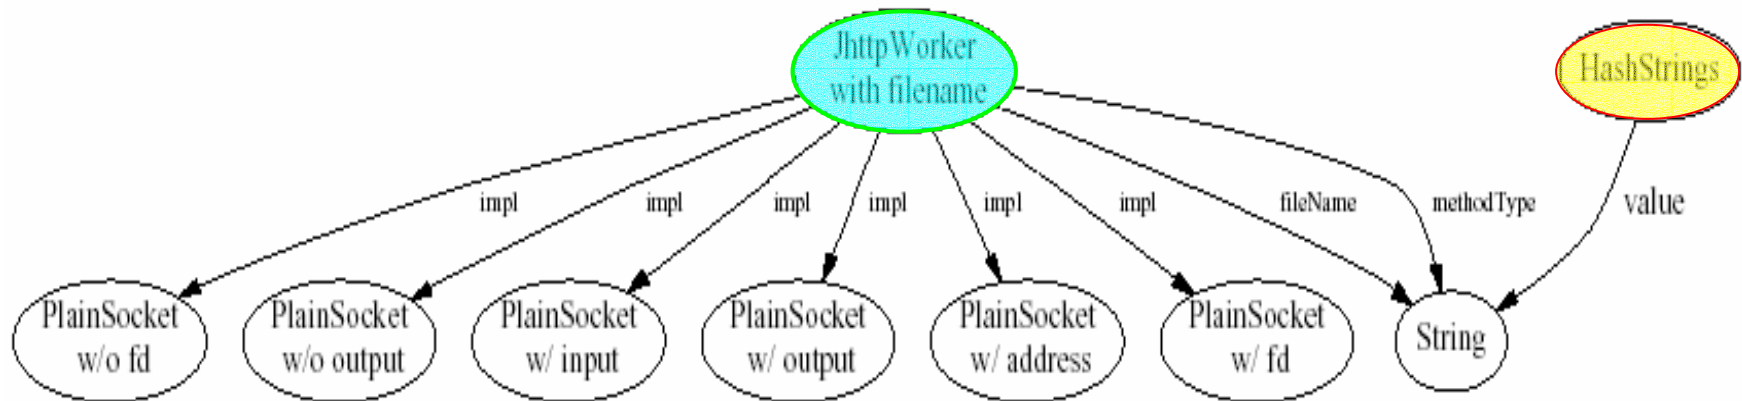 JhttpWorker
with filename
HashStrings
impl
impl
impl
impl
impl
impl
fileName
methodType
value
PlainSocket
w/o fd
PlainSocket
w/o output
PlainSocket
w/ input
PlainSocket
w/ output
PlainSocket
w/ address
PlainSocket
w/ fd
String